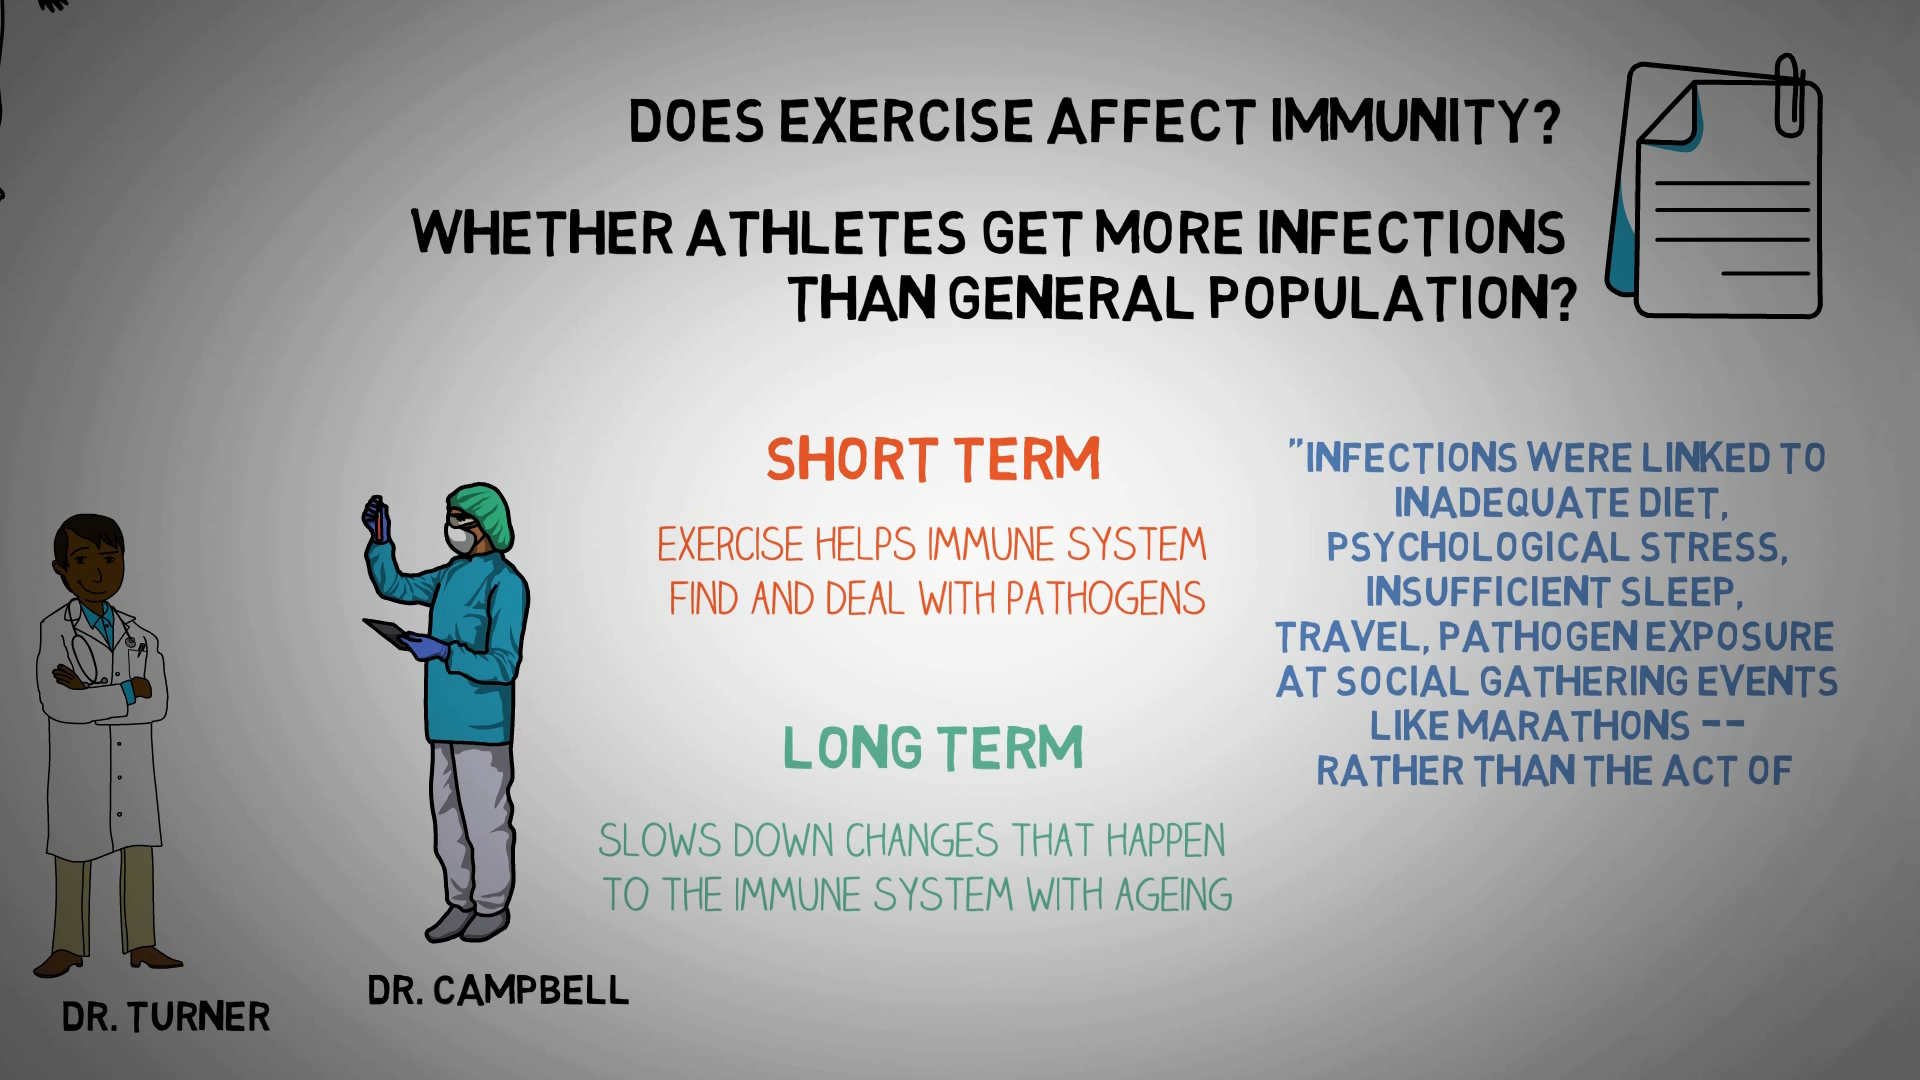 DOES EXERCISE AFFECT IMMUNITY?
WHETHER ATHLETES GET MORE INFECTIONS
THAN GENERAL POPULATION?
SHORT TERM
EXERCISE HELPS IMMUNE SYSTEM
FIND AND DEAL WITH PATHOGENS
LONG TERM
SLOWS DOWN CHANGES THAT HAPPEN
TO THE IMMUNE SYSTEM WITH AGEING
"INFECTIONS WERE LINKED TO
INADEQUATE DIET,
PSYCHOLOGICAL STRESS,
INSUFFICIENT SLEEP,
TRAVEL, PATHOGEN EXPOSURE
AT SOCIAL GATHERING EVENTS
LIKE MARATHONS --
RATHER THAN THE ACT OF
DR. TURNER
DR. CAMPBELL